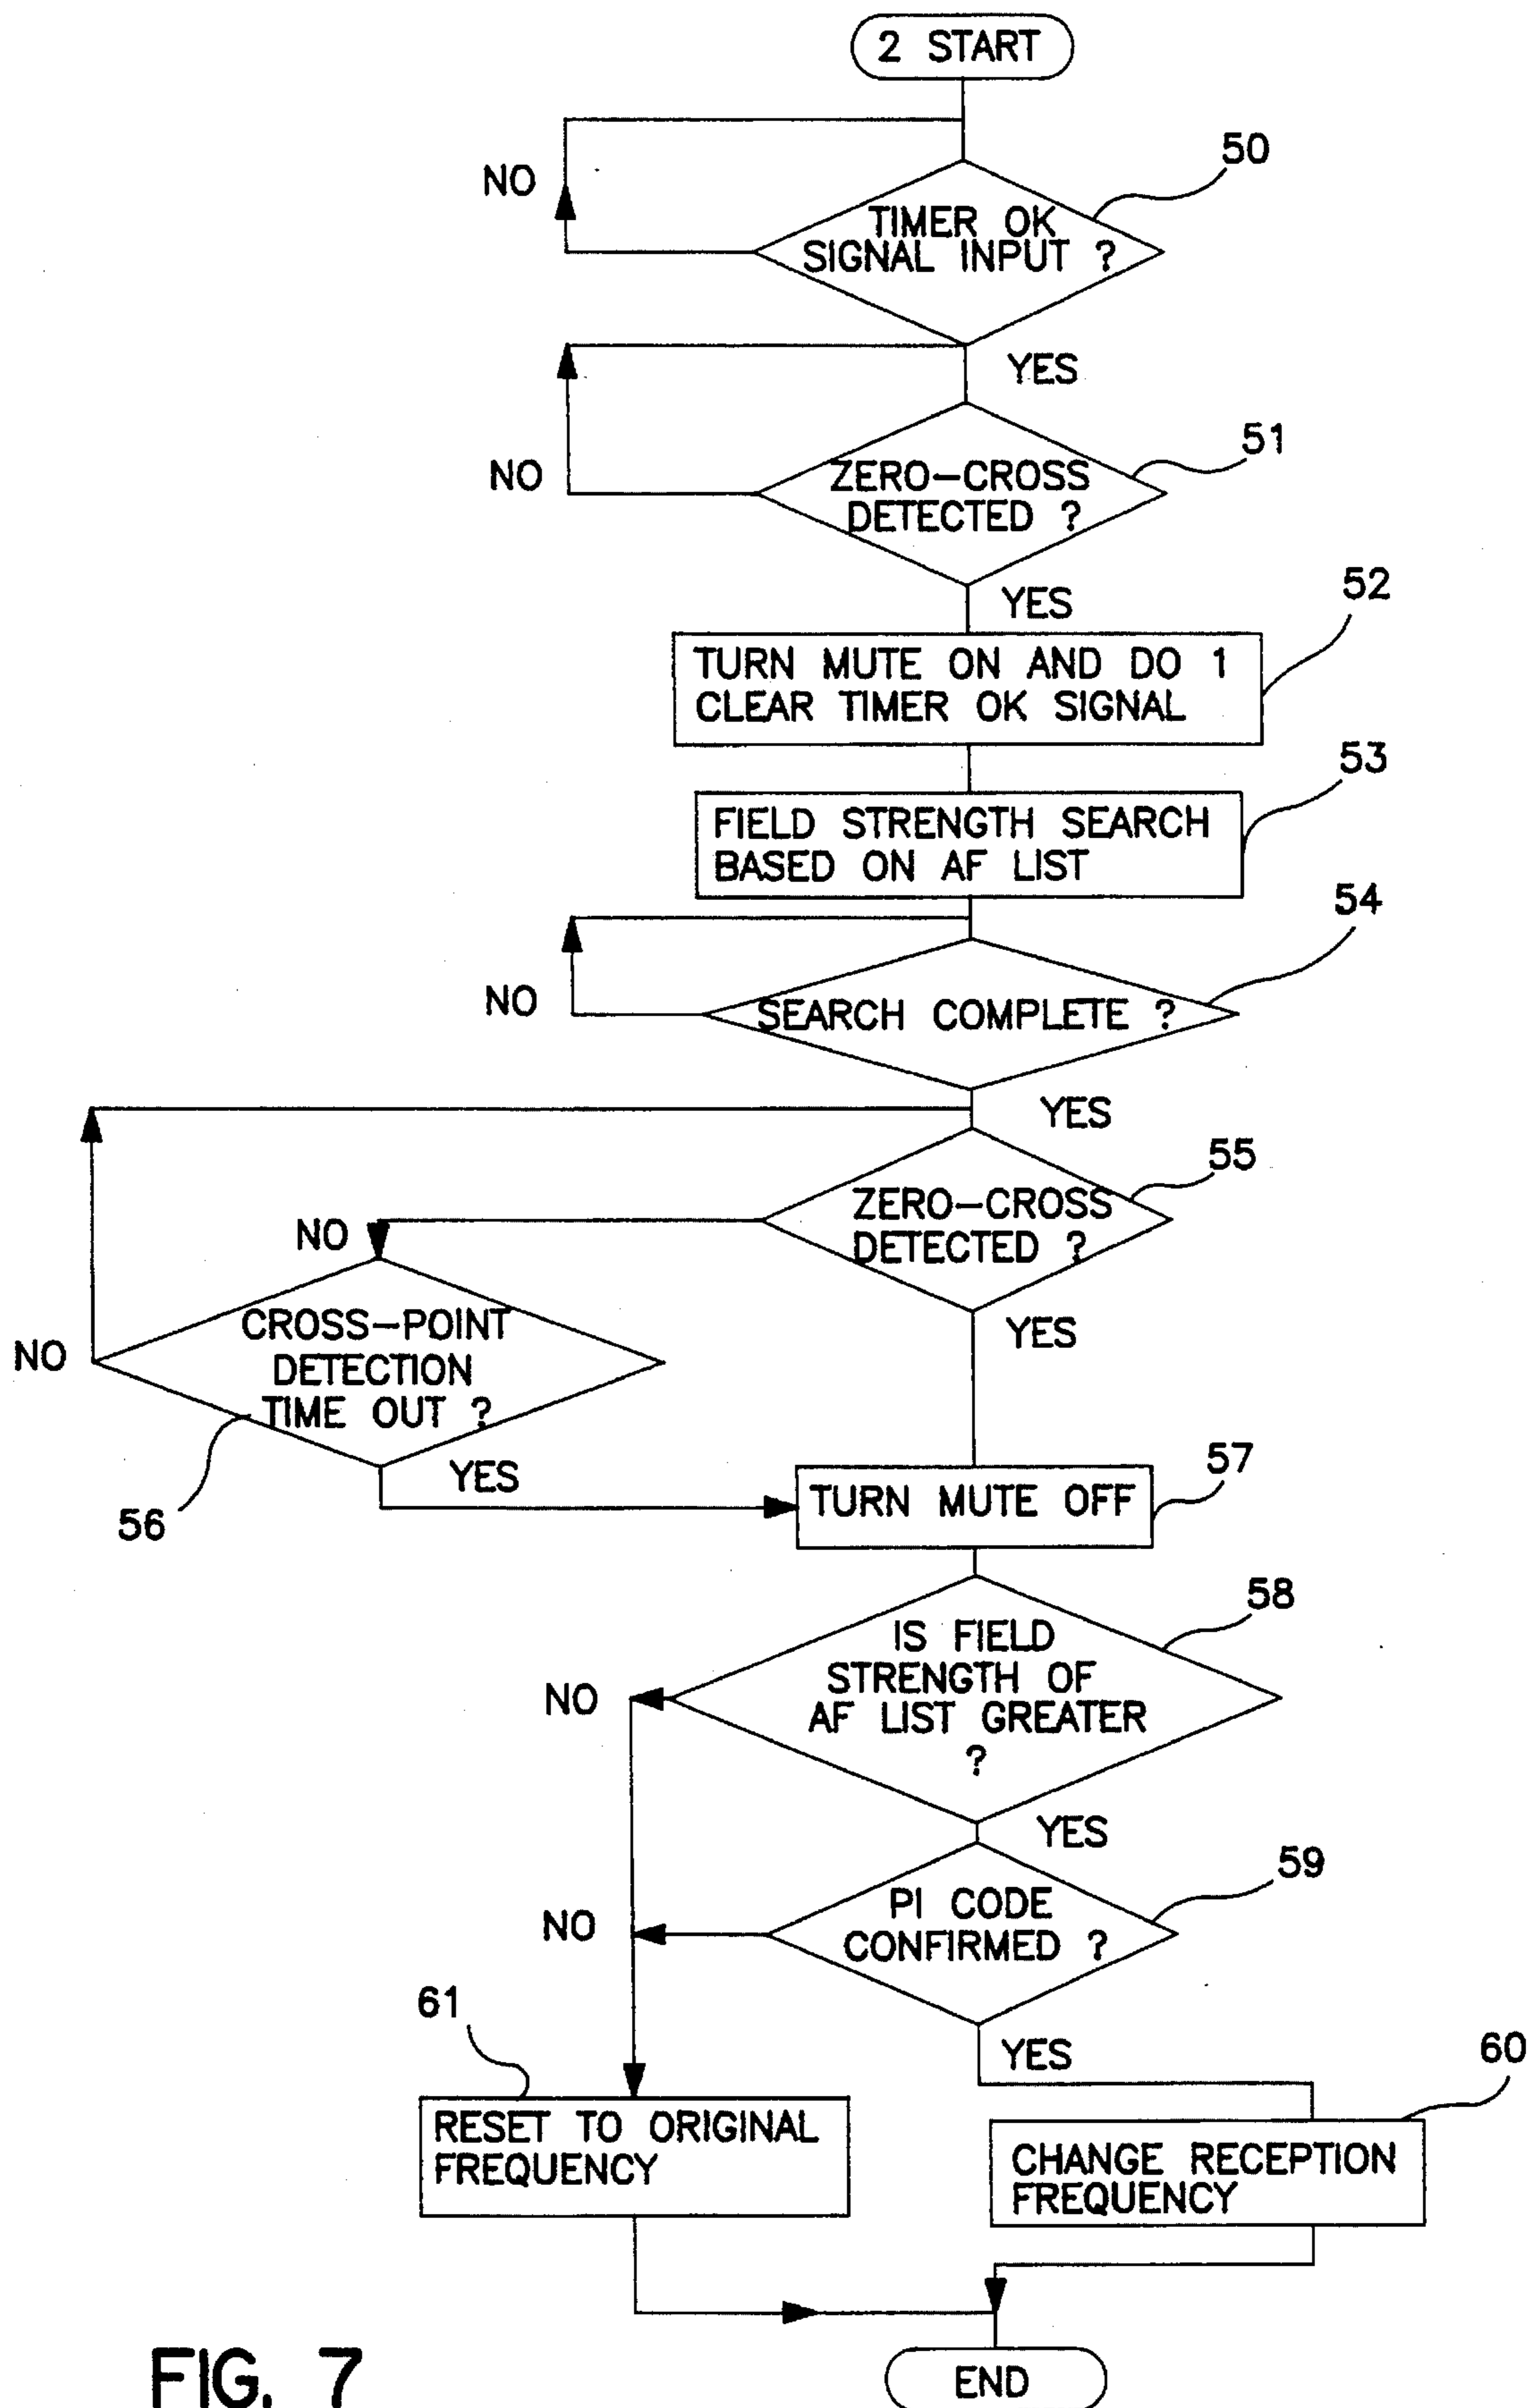 2 START
50
NO
TIMER OK
SIGNAL INPUT ?
YES
51
NO
ZERO-CROSS
DETECTED ?
YES
52
TURN MUTE ON AND DO 1
CLEAR TIMER OK SIGNAL
53
FIELD STRENGTH SEARCH
BASED ON AF LIST
54
NO
SEARCH COMPLETE ?
YES
55
ZERO-CROSS
DETECTED ?
NO
YES
CROSS-POINT
DETECTION
TIME OUT ?
NO
56
YES
57
TURN MUTE OFF
58
IS FIELD
STRENGTH OF
AF LIST GREATER
?
NO
YES
59
PI CODE
CONFIRMED ?
NO
YES
61
60
RESET TO ORIGINAL
FREQUENCY
CHANGE RECEPTION
FREQUENCY
END
FIG. 7